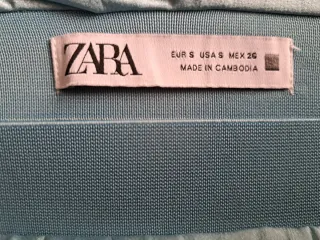 ZARA
EUR S USA S MEX 26
MADE IN CAMBODIA